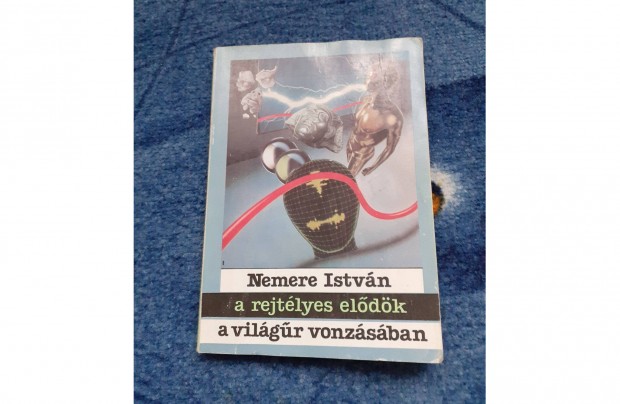 Nemere István
a rejtélyes elődök
a világűr vonzásában